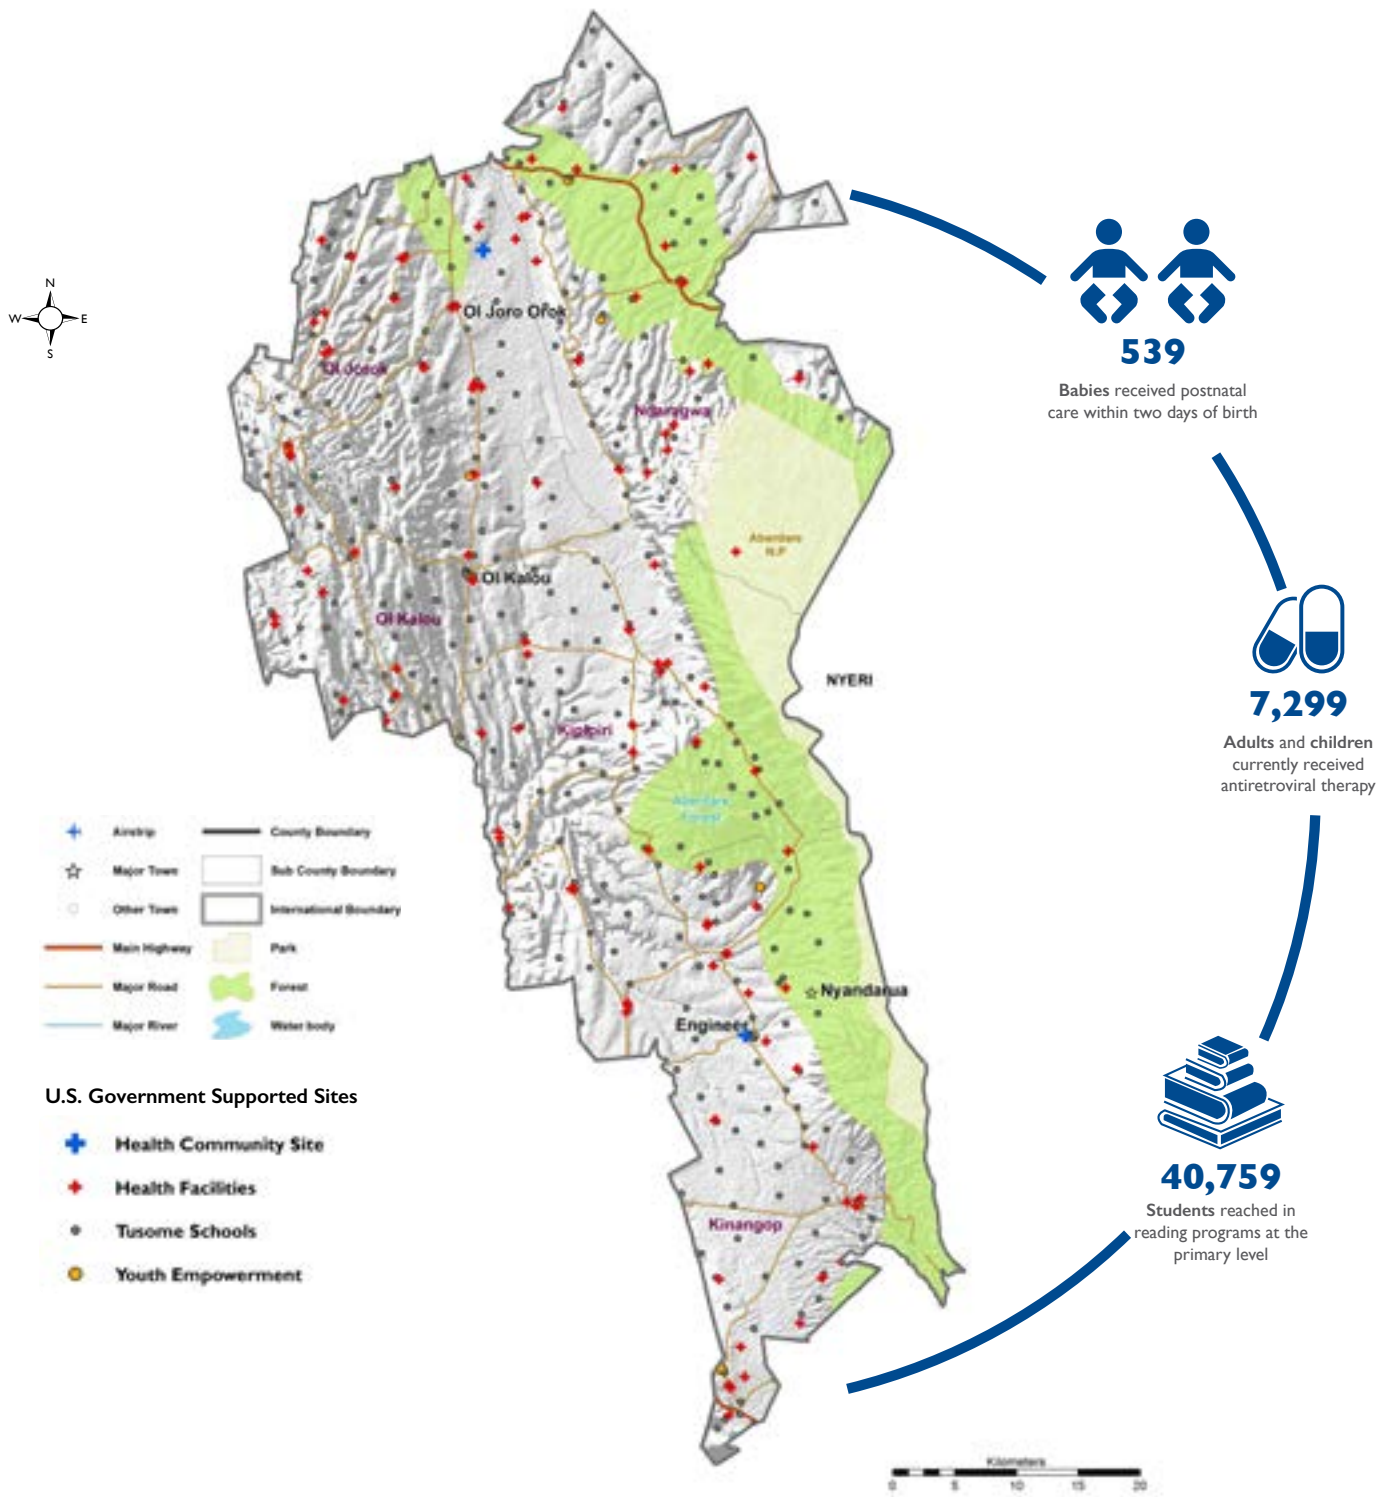 N
W
E
S
Ol Joro Orok
Ol Jorok
Ndaragwa
Aberdare
N.P
Ol Kalou
Ol Kalou
NYERI
Kipipiri
Aberdare
Forest
Nyandarua
Engineer
Kinangop
539
Babies received postnatal
care within two days of birth
7,299
Adults and children
currently received
antiretroviral therapy
40,759
Students reached in
reading programs at the
primary level
Airstrip
County Boundary
Major Town
Sub County Boundary
Other Town
International Boundary
Main Highway
Park
Major Road
Forest
Major River
Water body
U.S. Government Supported Sites
Health Community Site
Health Facilities
Tusome Schools
Youth Empowerment
Kilometers
0 5 10 15 20